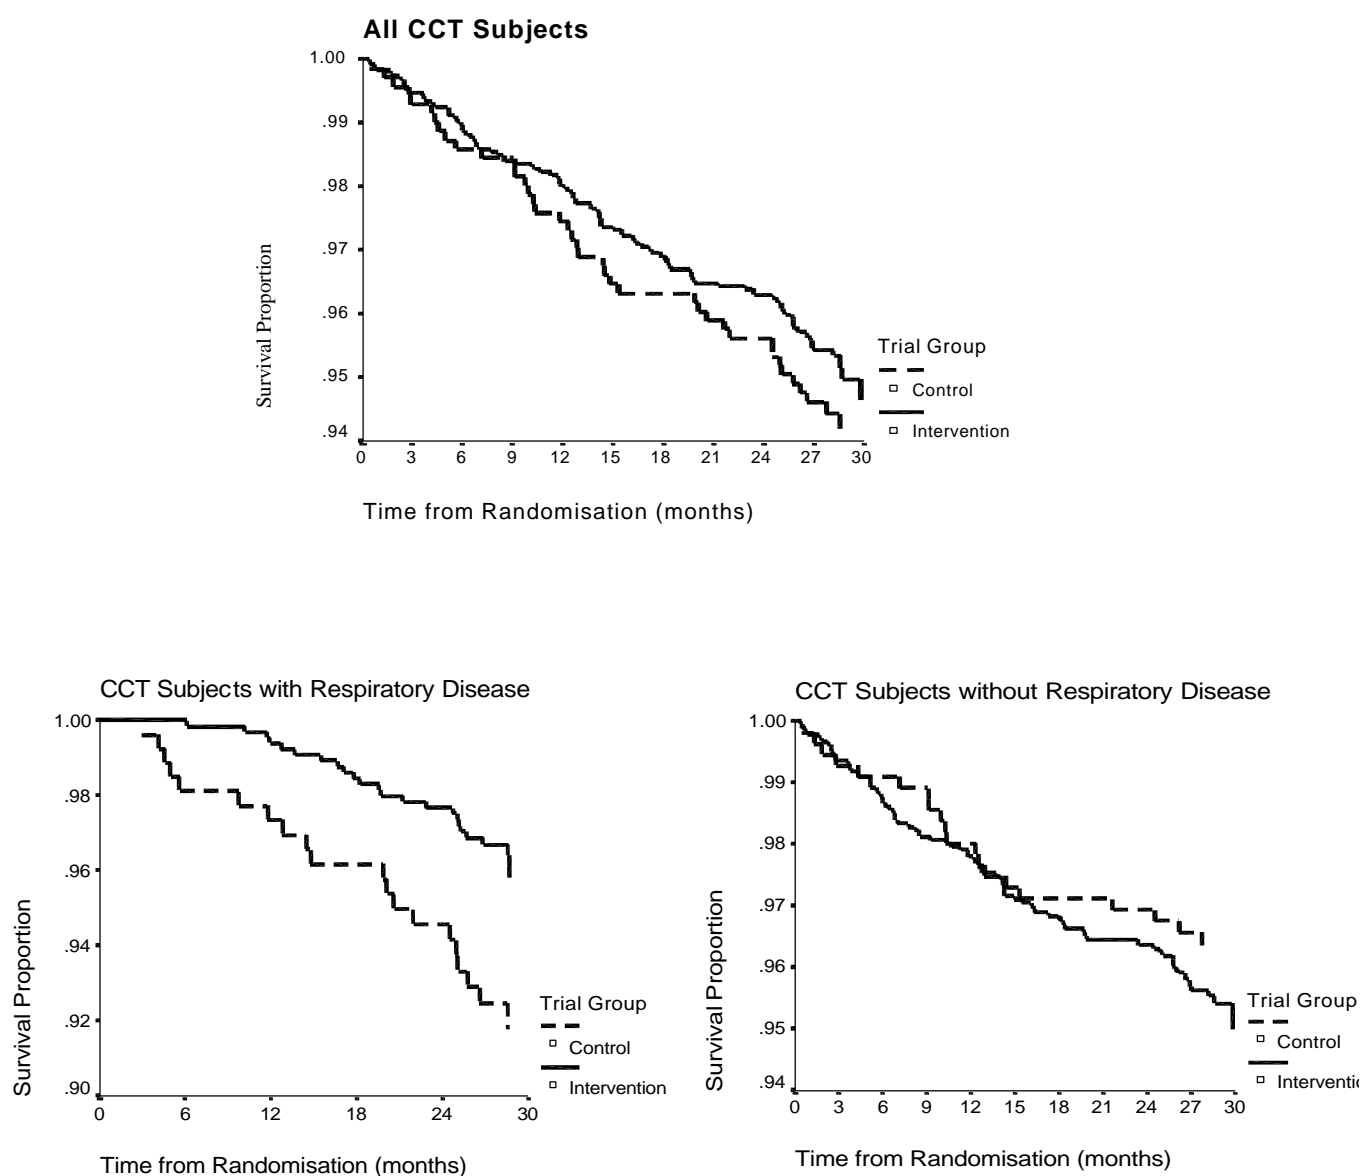 All CCT Subjects
1.00
.99
.98
.97
.96
.95
.94
Survival Proportion
0 3 6 9 12 15 18 21 24 27 30
Time from Randomisation (months)
Trial Group
Control
Intervention
CCT Subjects with Respiratory Disease
1.00
.98
.96
.94
.92
.90
Survival Proportion
0 6 12 18 24 30
Time from Randomisation (months)
Trial Group
Control
Intervention
CCT Subjects without Respiratory Disease
1.00
.99
.98
.97
.96
.95
.94
Survival Proportion
0 3 6 9 12 15 18 21 24 27 30
Time from Randomisation (months)
Trial Group
Control
Interventi